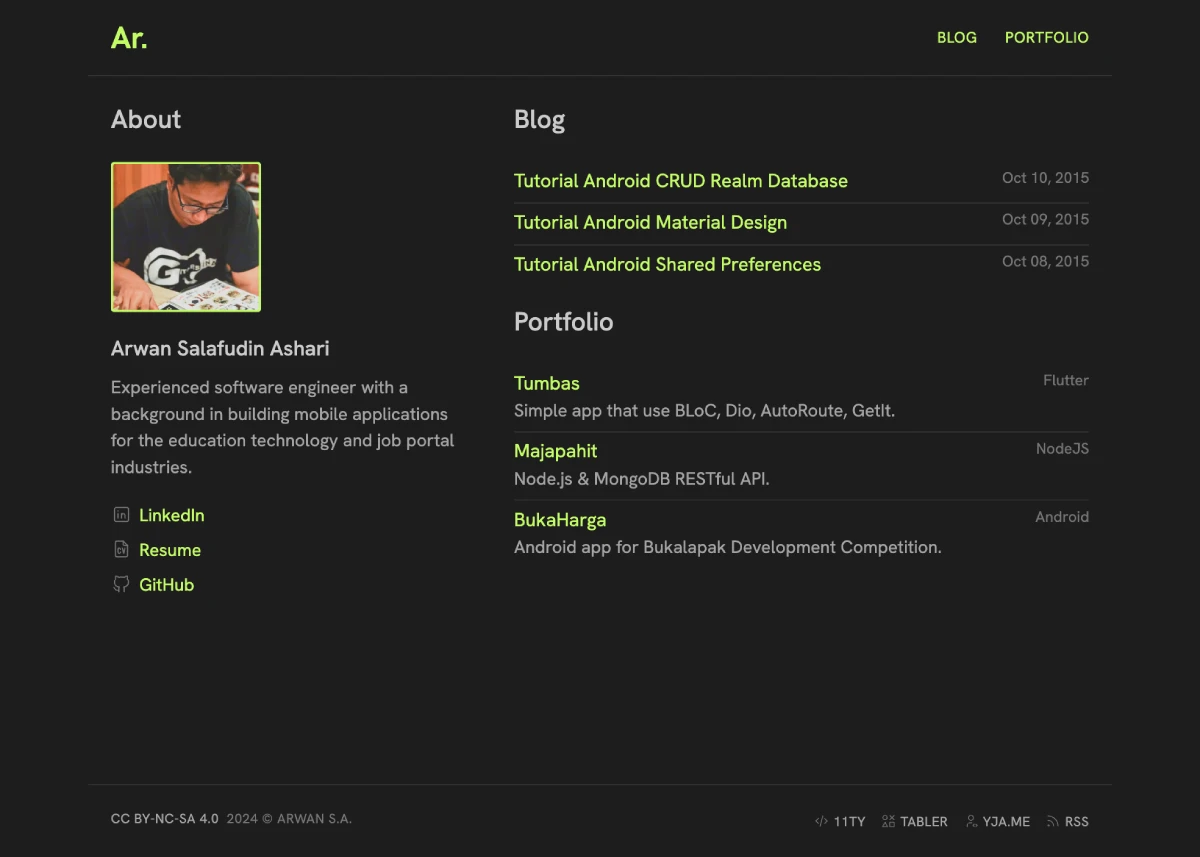 Ar.
BLOG PORTFOLIO
About
Arwan Salafudin Ashari
Experienced software engineer with a
background in building mobile applications
for the education technology and job portal
industries.
LinkedIn
Resume
GitHub
Blog
Tutorial Android CRUD Realm Database Oct 10, 2015
Tutorial Android Material Design Oct 09, 2015
Tutorial Android Shared Preferences Oct 08, 2015
Portfolio
Tumbas Flutter
Simple app that use BLoC, Dio, AutoRoute, GetIt.
Majapahit NodeJS
Node.js & MongoDB RESTful API.
BukaHarga Android
Android app for Bukalapak Development Competition.
CC BY-NC-SA 4.0 2024 © ARWAN S.A.
11TY TABLER YJA.ME RSS